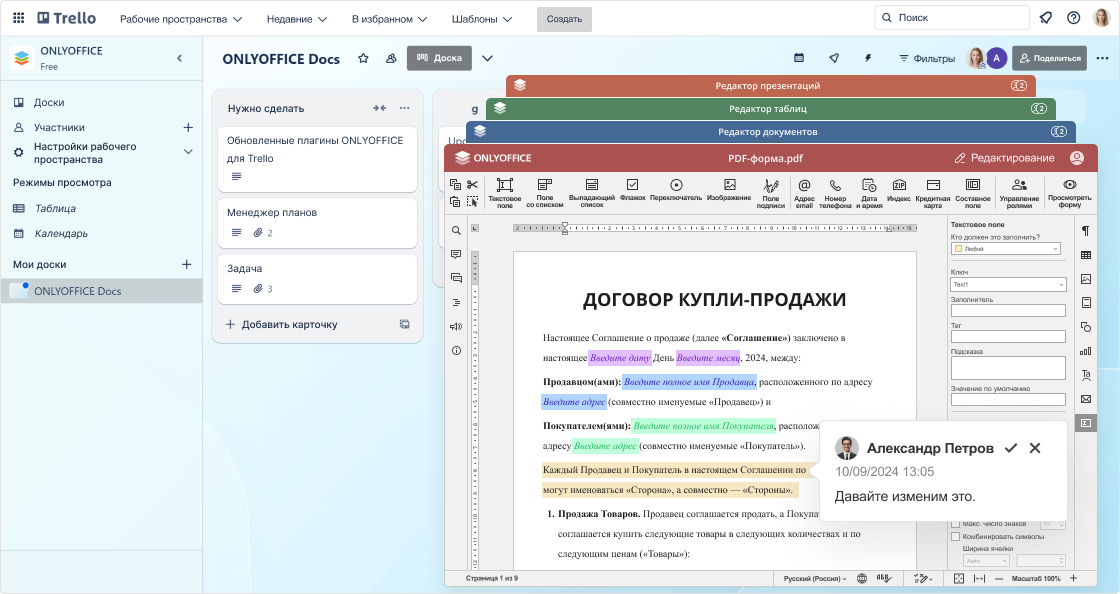 Trello
Рабочие пространства
Недавние
В избранном
Шаблоны
Создать
Поиск
ONLYOFFICE
Free
Доски
Участники
Настройки рабочего
пространства
Режимы просмотра
Таблица
Календарь
Мои доски
ONLYOFFICE Docs
ONLYOFFICE Docs
Доска
Фильтры
A
Поделиться
Нужно сделать
Обновленные плагины ONLYOFFICE
для Trello
Менеджер планов
2
Задача
3
Добавить карточку
g
Редактор презентаций
2
Редактор таблиц
2
Редактор документов
2
ONLYOFFICE
PDF-форма.pdf
Редактирование
Текстовое
поле
Поле
со списком
Выпадающий
список
Флажок
Переключатель
Изображение
Поле
подписи
Адрес
email
Номер
телефона
Дата
и время
Индекс
Кредитная
карта
Составное
поле
Управление
ролями
Просмотреть
форму
ДОГОВОР КУПЛИ-ПРОДАЖИ
Настоящее Соглашение о продаже (далее «Соглашение») заключено в
настоящее Введите дату День Введите месяц, 2024, между:
Продавцом(ами): Введите полное имя Продавца, расположенного по адресу
Введите адрес (совместно именуемые «Продавец») и
Покупателем(ями): Введите полное имя Покупателя, располож
адресу Введите адрес (совместно именуемые «Покупатель»).
Каждый Продавец и Покупатель в настоящем Соглашении по
могут именоваться «Сторона», а совместно — «Стороны».
1. Продажа Товаров. Продавец соглашается продать, а Покупа
соглашается купить следующие товары в следующих количествах и по
следующим ценам («Товары»):
Текстовое поле
Кто должен это заполнить?
Любой
Ключ
Text1
Заполнитель
Тег
Подсказка
Значение по умолчанию
Александр Петров
10/09/2024 13:05
Давайте изменим это.
Макс. число знаков
10
Комбинировать символы
Ширина ячейки
Авто
Страница 1 из 9
Русский (Россия)
Масштаб 100%